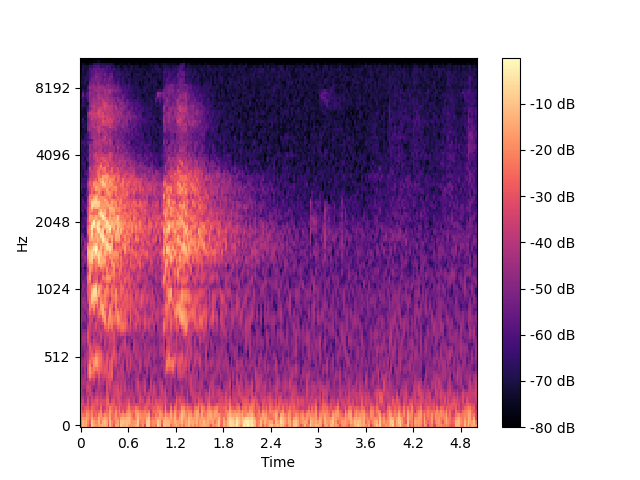 8192
4096
2048
1024
512
0
Hz
0 0.6 1.2 1.8 2.4 3 3.6 4.2 4.8
Time
-10 dB
-20 dB
-30 dB
-40 dB
-50 dB
-60 dB
-70 dB
-80 dB